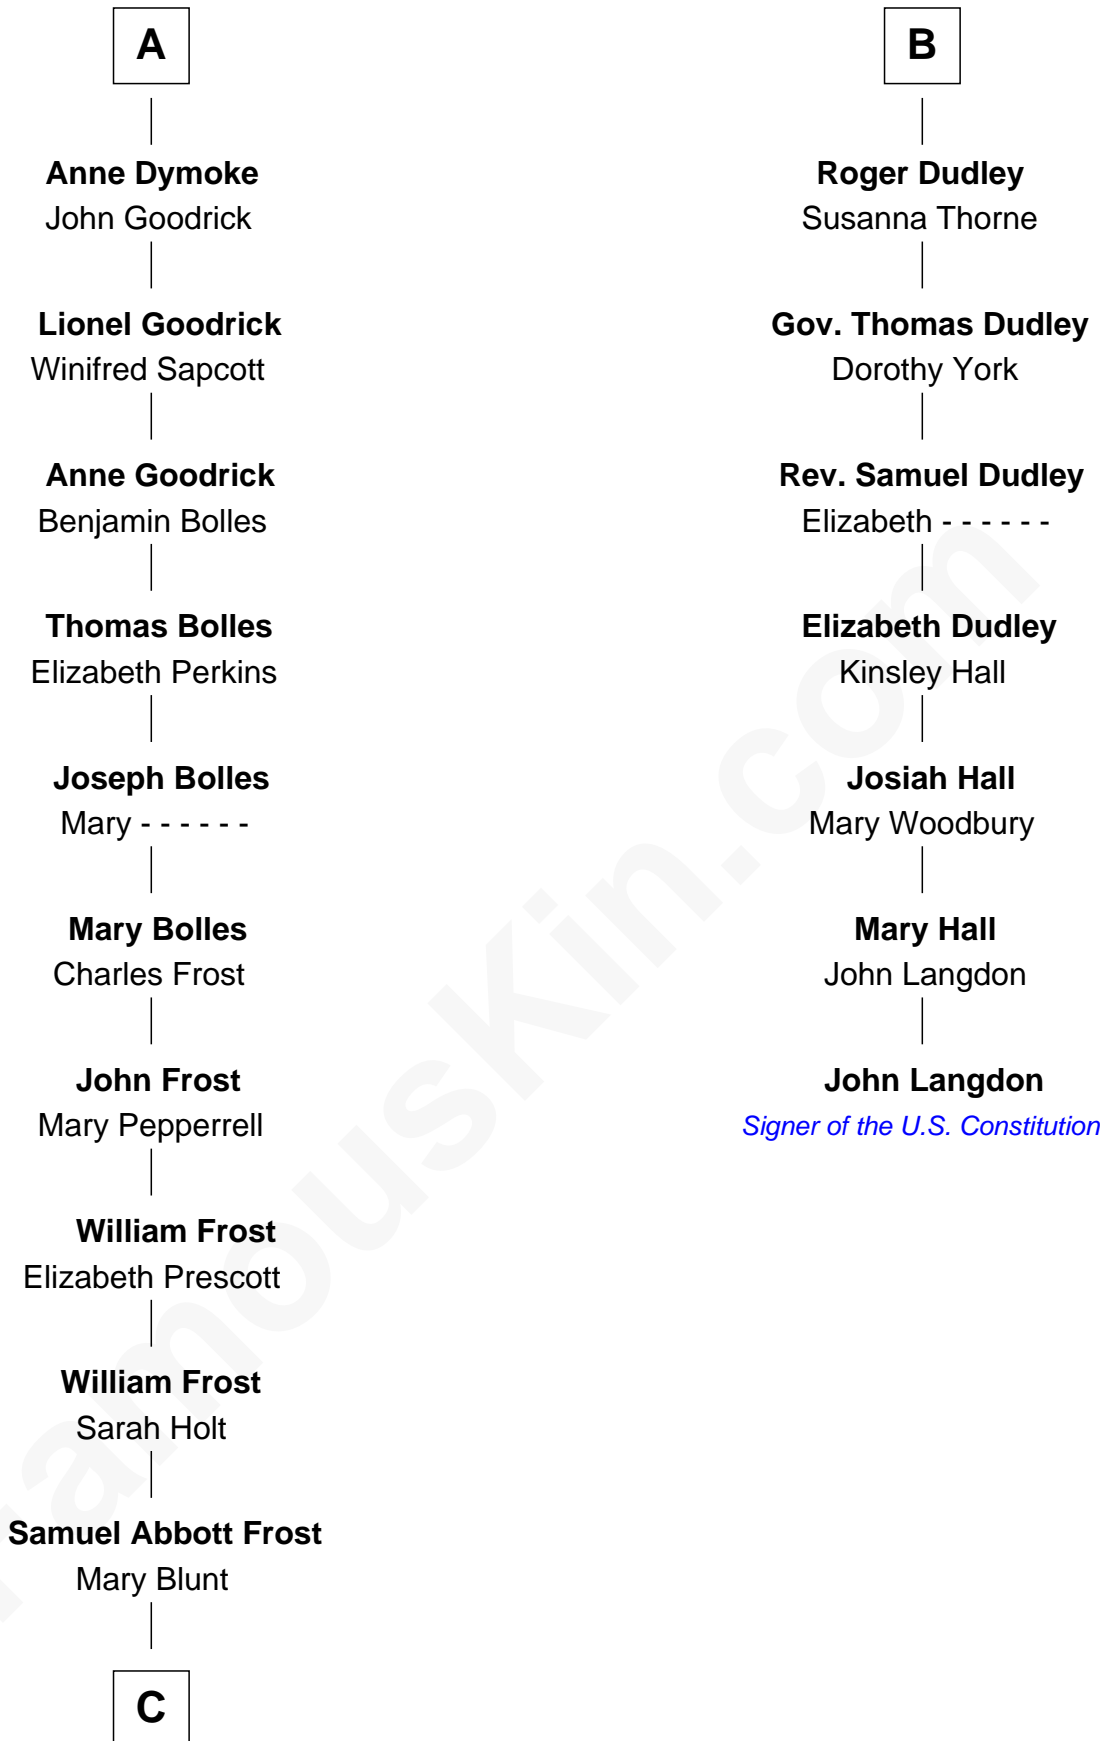 A
Anne Dymoke
John Goodrick
Lionel Goodrick
Winifred Sapcott
Anne Goodrick
Benjamin Bolles
Thomas Bolles
Elizabeth Perkins
Joseph Bolles
Mary - - - - - -
Mary Bolles
Charles Frost
John Frost
Mary Pepperrell
William Frost
Elizabeth Prescott
William Frost
Sarah Holt
Samuel Abbott Frost
Mary Blunt
C
B
Roger Dudley
Susanna Thorne
Gov. Thomas Dudley
Dorothy York
Rev. Samuel Dudley
Elizabeth - - - - - -
Elizabeth Dudley
Kinsley Hall
Josiah Hall
Mary Woodbury
Mary Hall
John Langdon
John Langdon
Signer of the U.S. Constitution
FamousKin.com